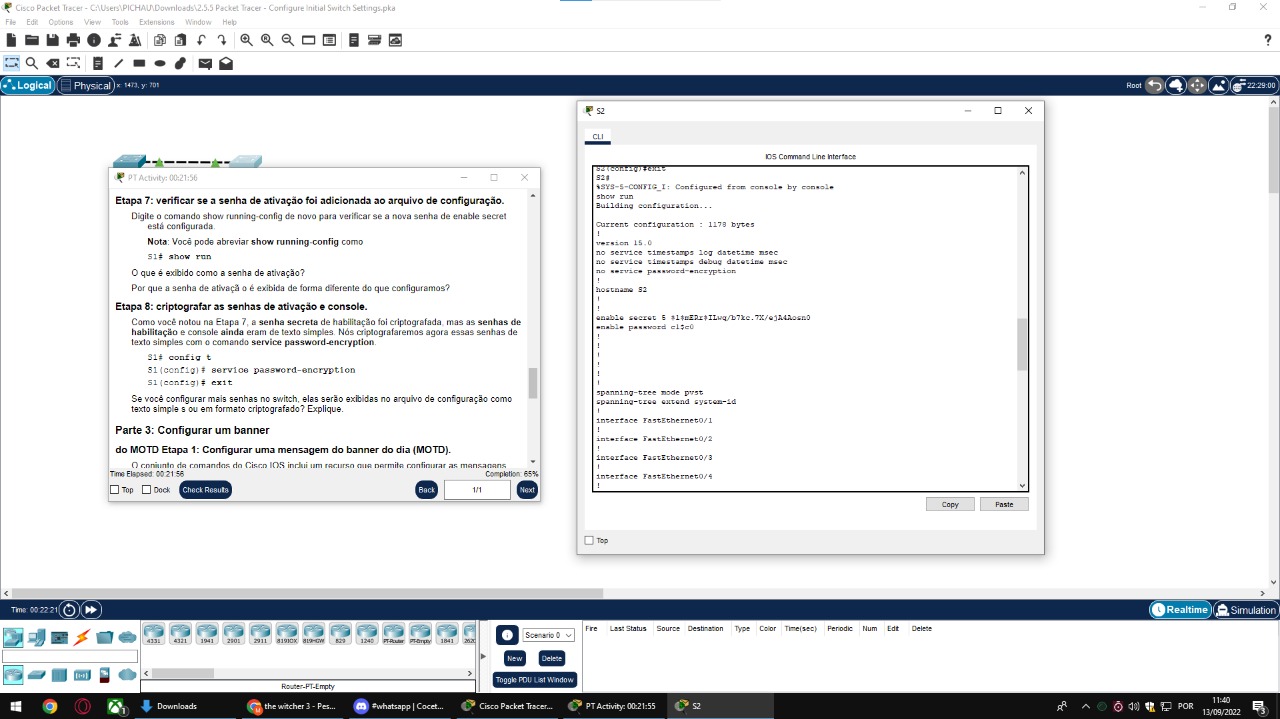 Cisco Packet Tracer - C:\Users\PICHAU\Downloads\2.5.5 Packet Tracer - Configure Initial Switch Settings.pka
File Edit Options View Tools Extensions Window Help
?
Logical Physical x: 1473, y: 701
Root 22:29:00
PT Activity: 00:21:56
Etapa 7: verificar se a senha de ativação foi adicionada ao arquivo de configuração.
Digite o comando show running-config de novo para verificar se a nova senha de enable secret
está configurada.
Nota: Você pode abreviar show running-config como
S1# show run
O que é exibido como a senha de ativação?
Por que a senha de ativaçã o é exibida de forma diferente do que configuramos?
Etapa 8: criptografar as senhas de ativação e console.
Como você notou na Etapa 7, a senha secreta de habilitação foi criptografada, mas as senhas de
habilitação e console ainda eram de texto simples. Nós criptografaremos agora essas senhas de
texto simples com o comando service password-encryption.
S1# config t
S1(config)# service password-encryption
S1(config)# exit
Se você configurar mais senhas no switch, elas serão exibidas no arquivo de configuração como
texto simple s ou em formato criptografado? Explique.
Parte 3: Configurar um banner
do MOTD Etapa 1: Configurar uma mensagem do banner do dia (MOTD).
O conjunto de comandos do Cisco IOS inclui um recurso que permite configurar as mensagens
Time Elapsed: 00:21:56 Completion: 65%
Top Dock Check Results Back 1/1 Next
S2
CLI
IOS Command Line Interface
S2(config)#exit
S2#
%SYS-5-CONFIG_I: Configured from console by console
show run
Building configuration...
Current configuration : 1178 bytes
!
version 15.0
no service timestamps log datetime msec
no service timestamps debug datetime msec
no service password-encryption
!
hostname S2
!
!
enable secret 5 $1$mERr$ILwq/b7kc.7X/ejA4Aosn0
enable password c1$c0
!
!
!
!
!
!
spanning-tree mode pvst
spanning-tree extend system-id
!
interface FastEthernet0/1
!
interface FastEthernet0/2
!
interface FastEthernet0/3
!
interface FastEthernet0/4
!
Copy Paste
Top
Time: 00:22:21
Realtime Simulation
4331 4321 1941 2901 2911 819IOX 819HGW 829 1240 PT-Router PT-Empty 1841 2620
Router-PT-Empty
Scenario 0
New Delete
Toggle PDU List Window
Fire Last Status Source Destination Type Color Time(sec) Periodic Num Edit Delete
Downloads
the witcher 3 - Pes...
#whatsapp | Cocet...
Cisco Packet Tracer...
PT Activity: 00:21:55
S2
POR
11:40
13/09/2022